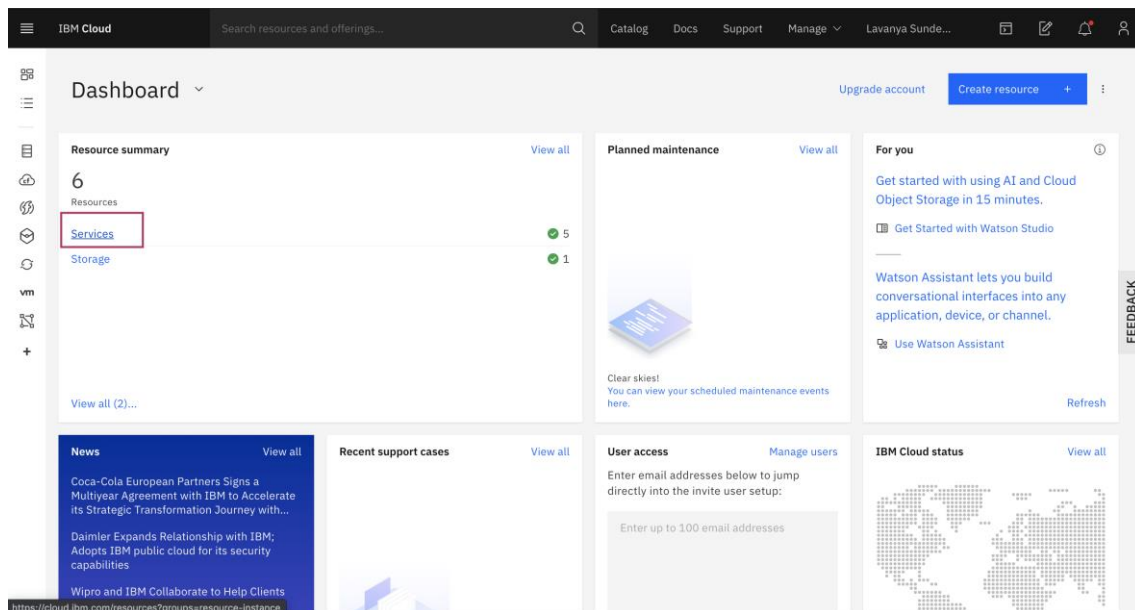 IBM Cloud
Search resources and offerings...
Catalog
Docs
Support
Manage
Lavanya Sunde...
Dashboard
Upgrade account
Create resource +
Resource summary
View all
6
Resources
Services
5
Storage
1
View all (2)...
Planned maintenance
View all
Clear skies!
You can view your scheduled maintenance events
here.
For you
Get started with using AI and Cloud
Object Storage in 15 minutes.
Get Started with Watson Studio
Watson Assistant lets you build
conversational interfaces into any
application, device, or channel.
Use Watson Assistant
Refresh
FEEDBACK
vm
News
View all
Coca-Cola European Partners Signs a
Multiyear Agreement with IBM to Accelerate
its Strategic Transformation Journey with...
Daimler Expands Relationship with IBM;
Adopts IBM public cloud for its security
capabilities
Wipro and IBM Collaborate to Help Clients
Recent support cases
View all
User access
Manage users
Enter email addresses below to jump
directly into the invite user setup:
Enter up to 100 email addresses
IBM Cloud status
View all
https://cloud.ibm.com/resources?groups=resource-instance